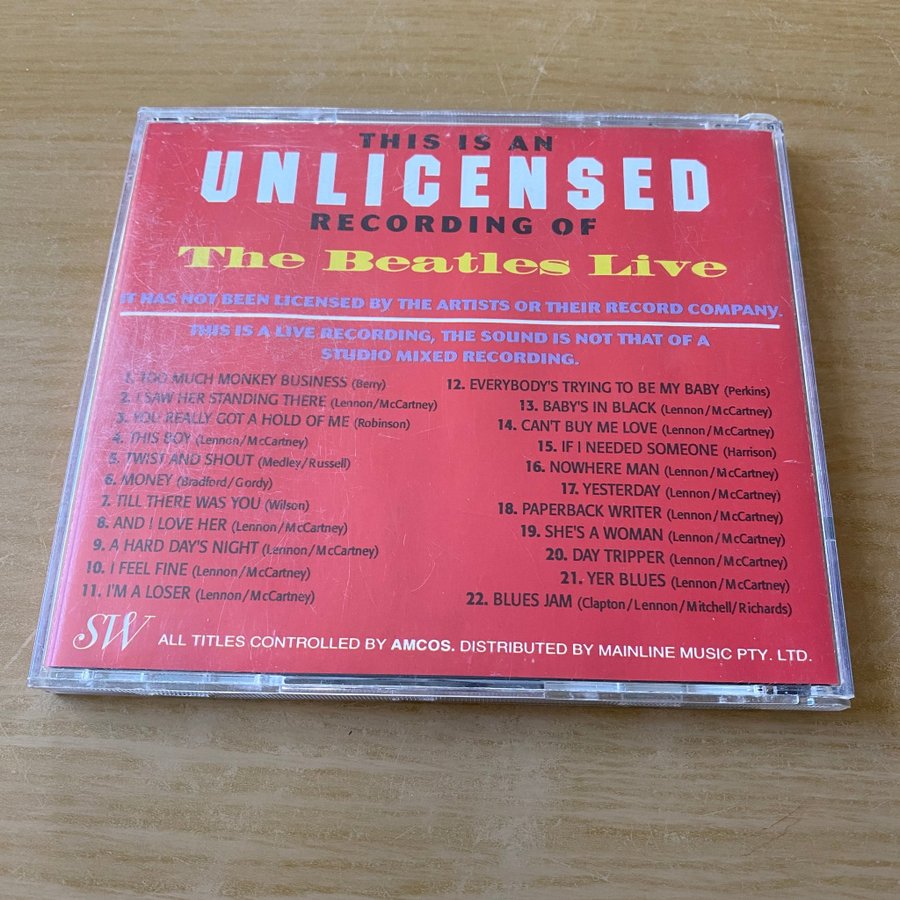 THIS IS AN
UNLICENSED
RECORDING OF
The Beatles Live
IT HAS NOT BEEN LICENSED BY THE ARTISTS OR THEIR RECORD COMPANY.
THIS IS A LIVE RECORDING, THE SOUND IS NOT THAT OF A
STUDIO MIXED RECORDING.
1. TOO MUCH MONKEY BUSINESS (Berry)
2. I SAW HER STANDING THERE (Lennon/McCartney)
3. YOU REALLY GOT A HOLD OF ME (Robinson)
4. THIS BOY (Lennon/McCartney)
5. TWIST AND SHOUT (Medley/Russell)
6. MONEY (Bradford/Gordy)
7. TILL THERE WAS YOU (Wilson)
8. AND I LOVE HER (Lennon/McCartney)
9. A HARD DAY'S NIGHT (Lennon/McCartney)
10. I FEEL FINE (Lennon/McCartney)
11. I'M A LOSER (Lennon/McCartney)
12. EVERYBODY'S TRYING TO BE MY BABY (Perkins)
13. BABY'S IN BLACK (Lennon/McCartney)
14. CAN'T BUY ME LOVE (Lennon/McCartney)
15. IF I NEEDED SOMEONE (Harrison)
16. NOWHERE MAN (Lennon/McCartney)
17. YESTERDAY (Lennon/McCartney)
18. PAPERBACK WRITER (Lennon/McCartney)
19. SHE'S A WOMAN (Lennon/McCartney)
20. DAY TRIPPER (Lennon/McCartney)
21. YER BLUES (Lennon/McCartney)
22. BLUES JAM (Clapton/Lennon/Mitchell/Richards)
SW ALL TITLES CONTROLLED BY AMCOS. DISTRIBUTED BY MAINLINE MUSIC PTY. LTD.